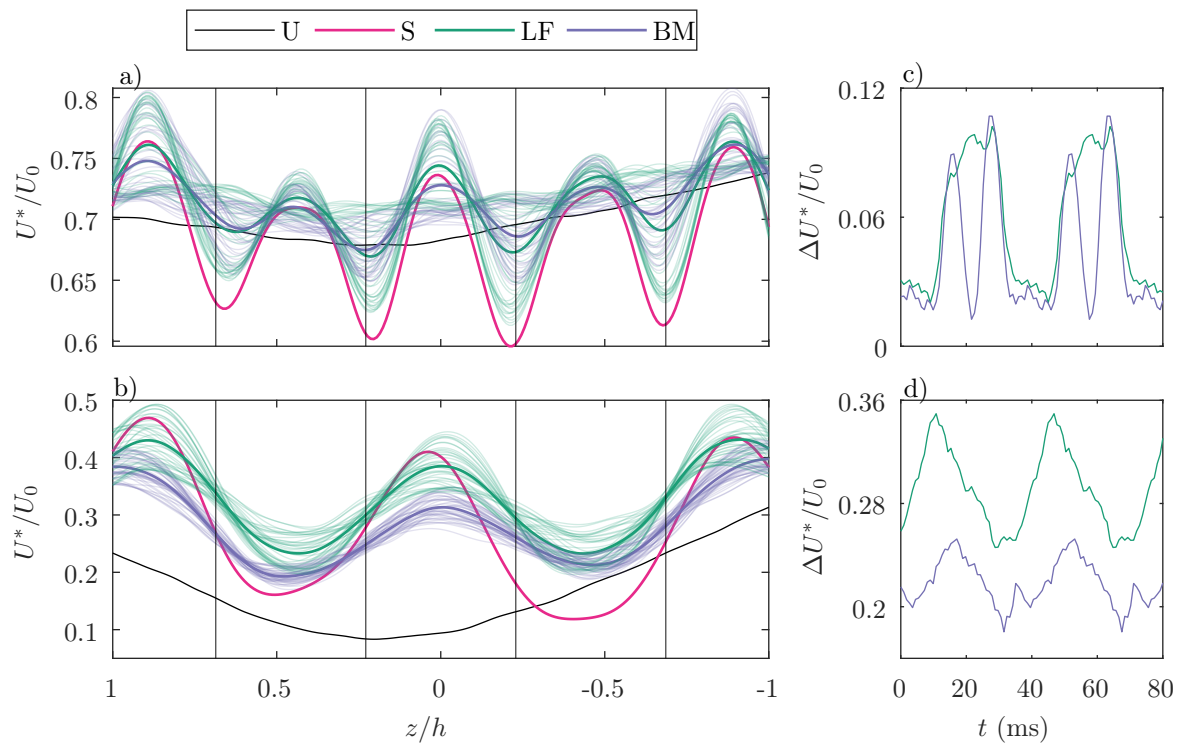 U S LF BM
a)
0.8
0.75
0.7
0.65
0.6
U*/U₀
b)
0.5
0.4
0.3
0.2
0.1
U*/U₀
1 0.5 0 -0.5 -1
z/h
c)
0.12
0.06
0
ΔU*/U₀
d)
0.36
0.28
0.2
ΔU*/U₀
0 20 40 60 80
t (ms)